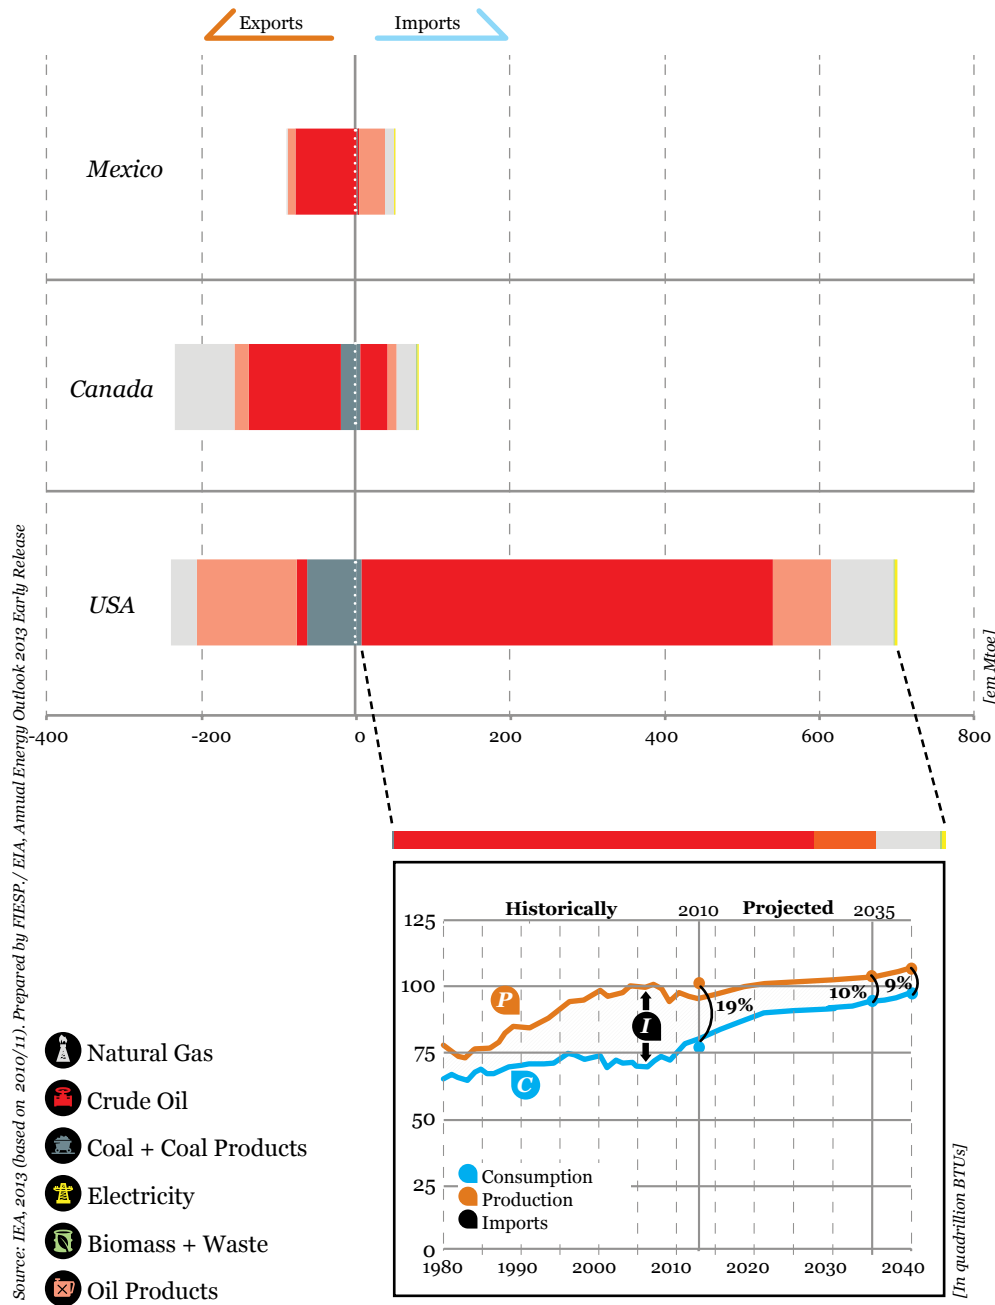 Exports
Imports
Mexico
Canada
USA
[em Mtoe]
-400
-200
0
200
400
600
800
Historically
2010
Projected
2035
125
100
75
50
25
0
P
I
C
19%
10%
9%
Consumption
Production
Imports
1980
1990
2000
2010
2020
2030
2040
[In quadrillion BTUs]
Natural Gas
Crude Oil
Coal + Coal Products
Electricity
Biomass + Waste
Oil Products
Source: IEA, 2013 (based on 2010/11). Prepared by FIESP./ EIA, Annual Energy Outlook 2013 Early Release